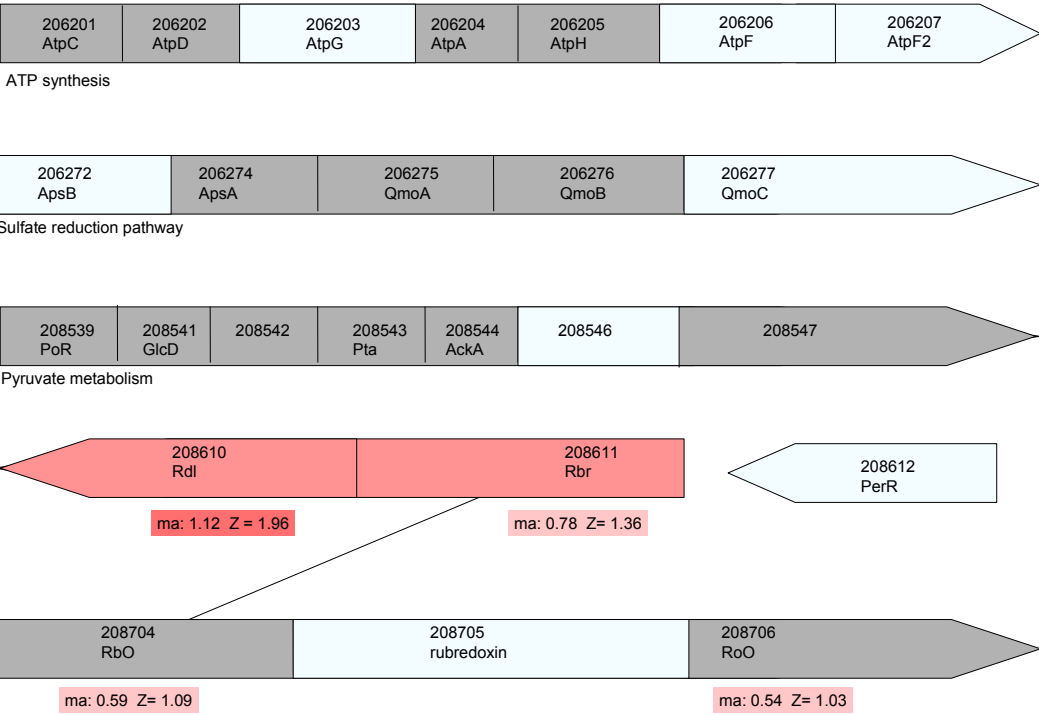 206201 206202 206203 206204 206205 206206 206207
AtpC AtpD AtpG AtpA AtpH AtpF AtpF2
ATP synthesis
206272 206274 206275 206276 206277
ApsB ApsA QmoA QmoB QmoC
Sulfate reduction pathway
208539 208541 208542 208543 208544 208546 208547
PoR GlcD Pta AckA
Pyruvate metabolism
208610 208611 208612
Rdl Rbr PerR
ma: 1.12 Z = 1.96 ma: 0.78 Z= 1.36
208704 208705 208706
RbO rubredoxin RoO
ma: 0.59 Z= 1.09 ma: 0.54 Z= 1.03